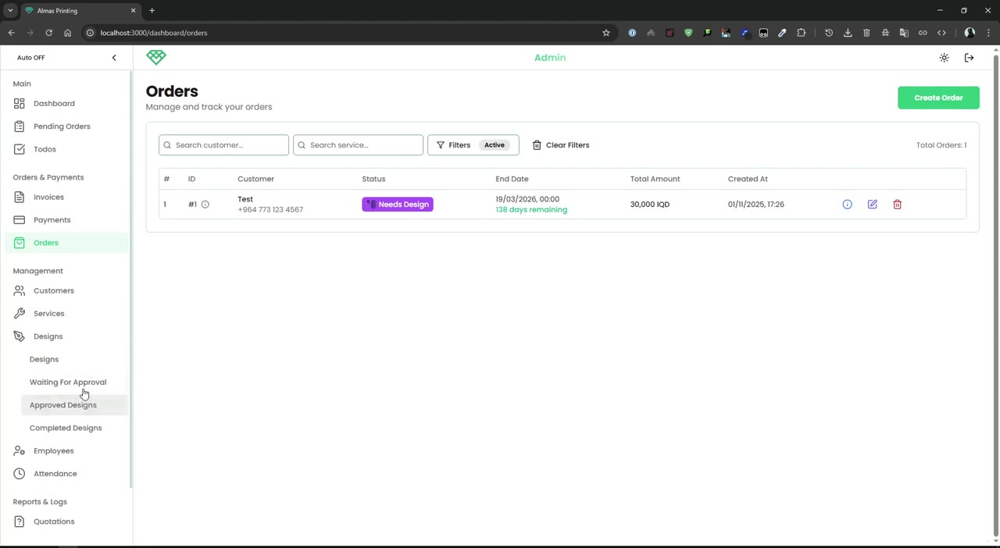 Almas Printing
localhost:3000/dashboard/orders
Auto OFF
Admin
Main
Dashboard
Pending Orders
Todos
Orders & Payments
Invoices
Payments
Orders
Management
Customers
Services
Designs
Designs
Waiting For Approval
Approved Designs
Completed Designs
Employees
Attendance
Reports & Logs
Quotations
Orders
Manage and track your orders
Create Order
Search customer...
Search service...
Filters Active
Clear Filters
Total Orders: 1
# ID Customer Status End Date Total Amount Created At
1 #1 Test Needs Design 19/03/2026, 00:00 30,000 IQD 01/11/2025, 17:26
+964 773 123 4567 138 days remaining